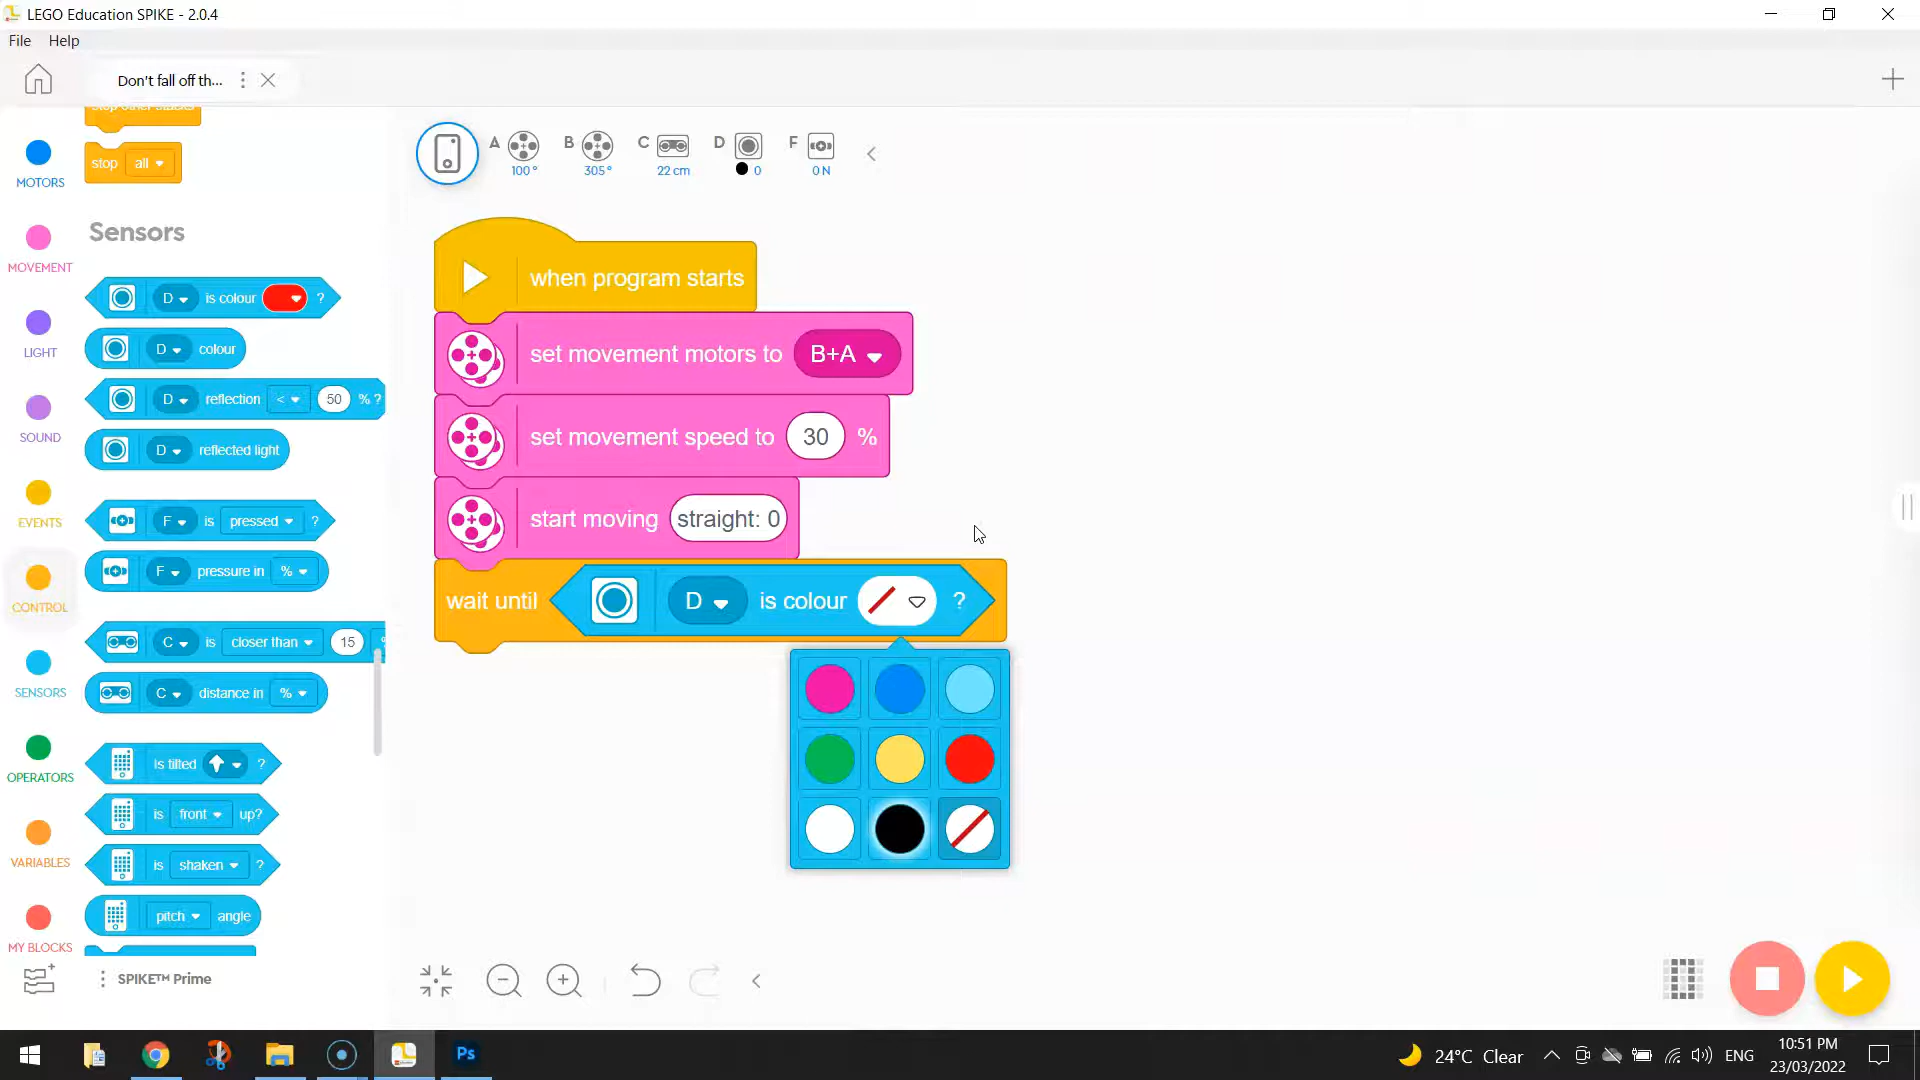 LEGO Education SPIKE - 2.0.4
File Help
Don't fall off th...
stop all
Sensors
D is colour ?
D colour
D reflection < 50 % ?
D reflected light
F is pressed ?
F pressure in %
C is closer than 15
C distance in %
is tilted ?
is front up?
is shaken ?
pitch angle
MOTORS
MOVEMENT
LIGHT
SOUND
EVENTS
CONTROL
SENSORS
OPERATORS
VARIABLES
MY BLOCKS
SPIKE™ Prime
A 100°
B 305°
C 22 cm
D 0
F 0 N
when program starts
set movement motors to B+A
set movement speed to 30 %
start moving straight: 0
wait until D is colour ?
Ps
24°C Clear
ENG
10:51 PM
23/03/2022